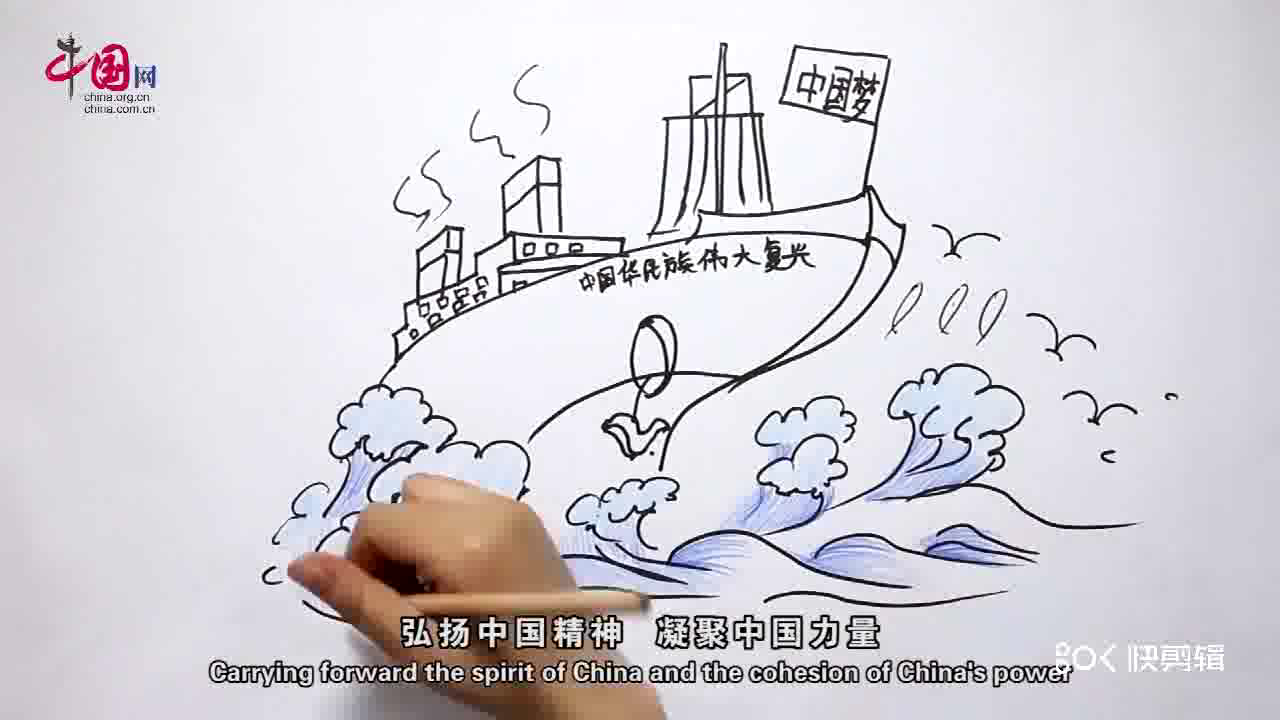 中国网
china.org.cn
china.com.cn
中国梦
中国华民族伟大复兴
弘扬中国精神 凝聚中国力量
Carrying forward the spirit of China and the cohesion of China's power
快剪辑